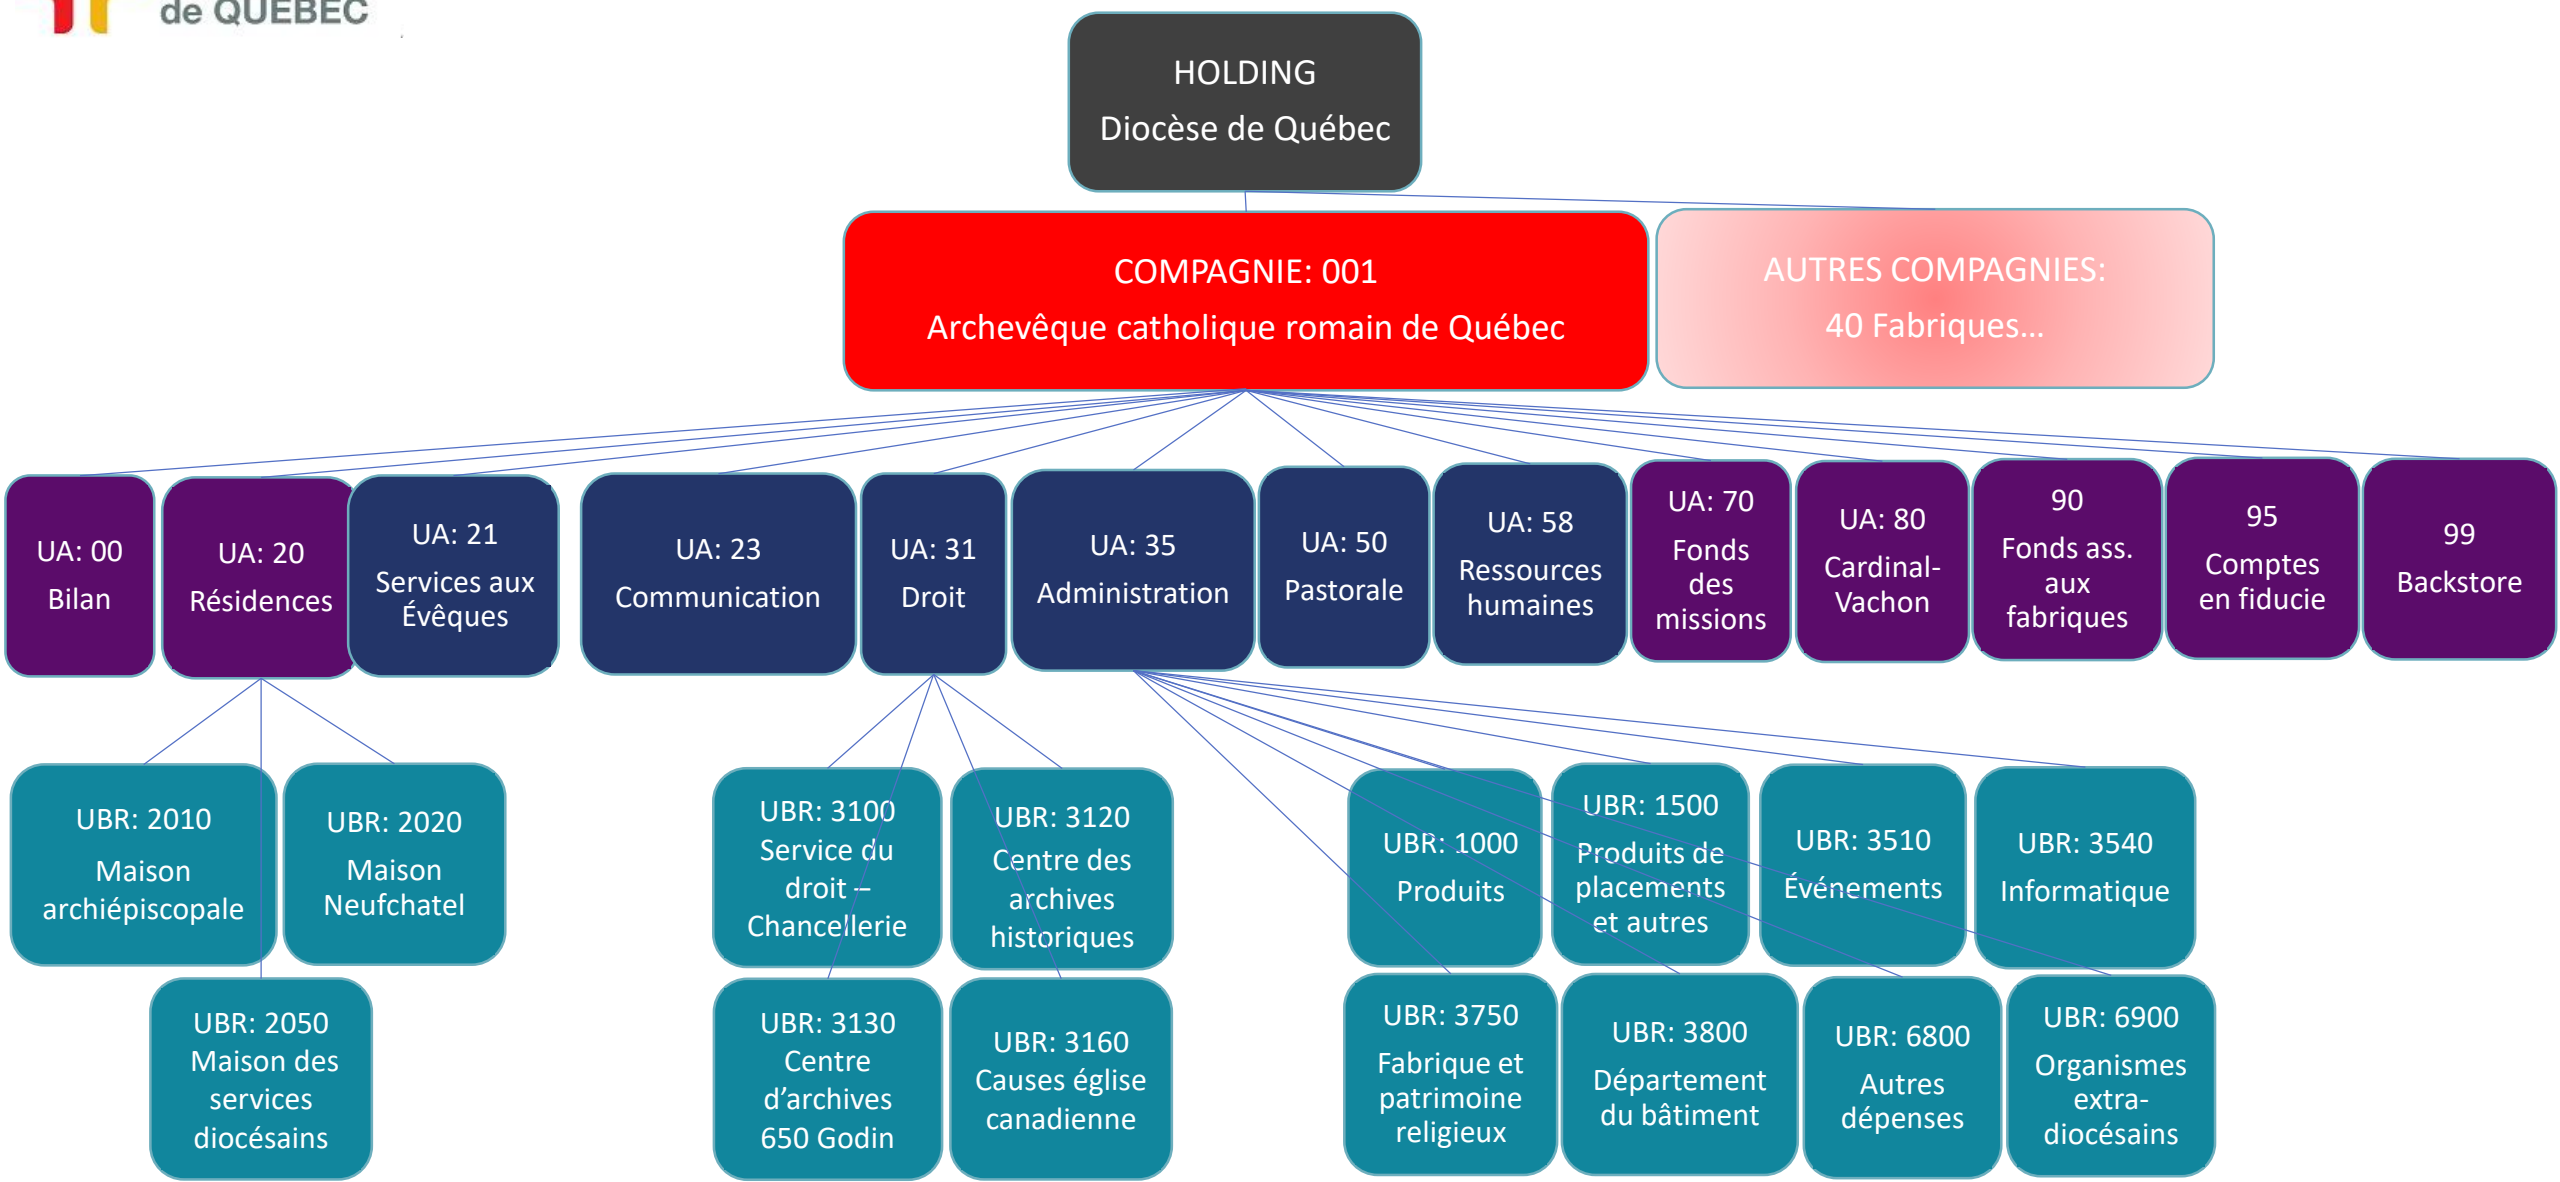 de QUÉBEC
HOLDING
Diocèse de Québec
COMPAGNIE: 001
Archevêque catholique romain de Québec
AUTRES COMPAGNIES:
40 Fabriques...
UA: 00
Bilan
UA: 20
Résidences
UA: 21
Services aux
Évêques
UA: 23
Communication
UA: 31
Droit
UA: 35
Administration
UA: 50
Pastorale
UA: 58
Ressources
humaines
UA: 70
Fonds
des
missions
UA: 80
Cardinal-
Vachon
90
Fonds ass.
aux
fabriques
95
Comptes
en fiducie
99
Backstore
UBR: 2010
Maison
archiépiscopale
UBR: 2020
Maison
Neufchatel
UBR: 2050
Maison des
services
diocésains
UBR: 3100
Service du
droit –
Chancellerie
UBR: 3120
Centre des
archives
historiques
UBR: 3130
Centre
d'archives
650 Godin
UBR: 3160
Causes église
canadienne
UBR: 1000
Produits
UBR: 1500
Produits de
placements
et autres
UBR: 3510
Événements
UBR: 3540
Informatique
UBR: 3750
Fabrique et
patrimoine
religieux
UBR: 3800
Département
du bâtiment
UBR: 6800
Autres
dépenses
UBR: 6900
Organismes
extra-
diocésains